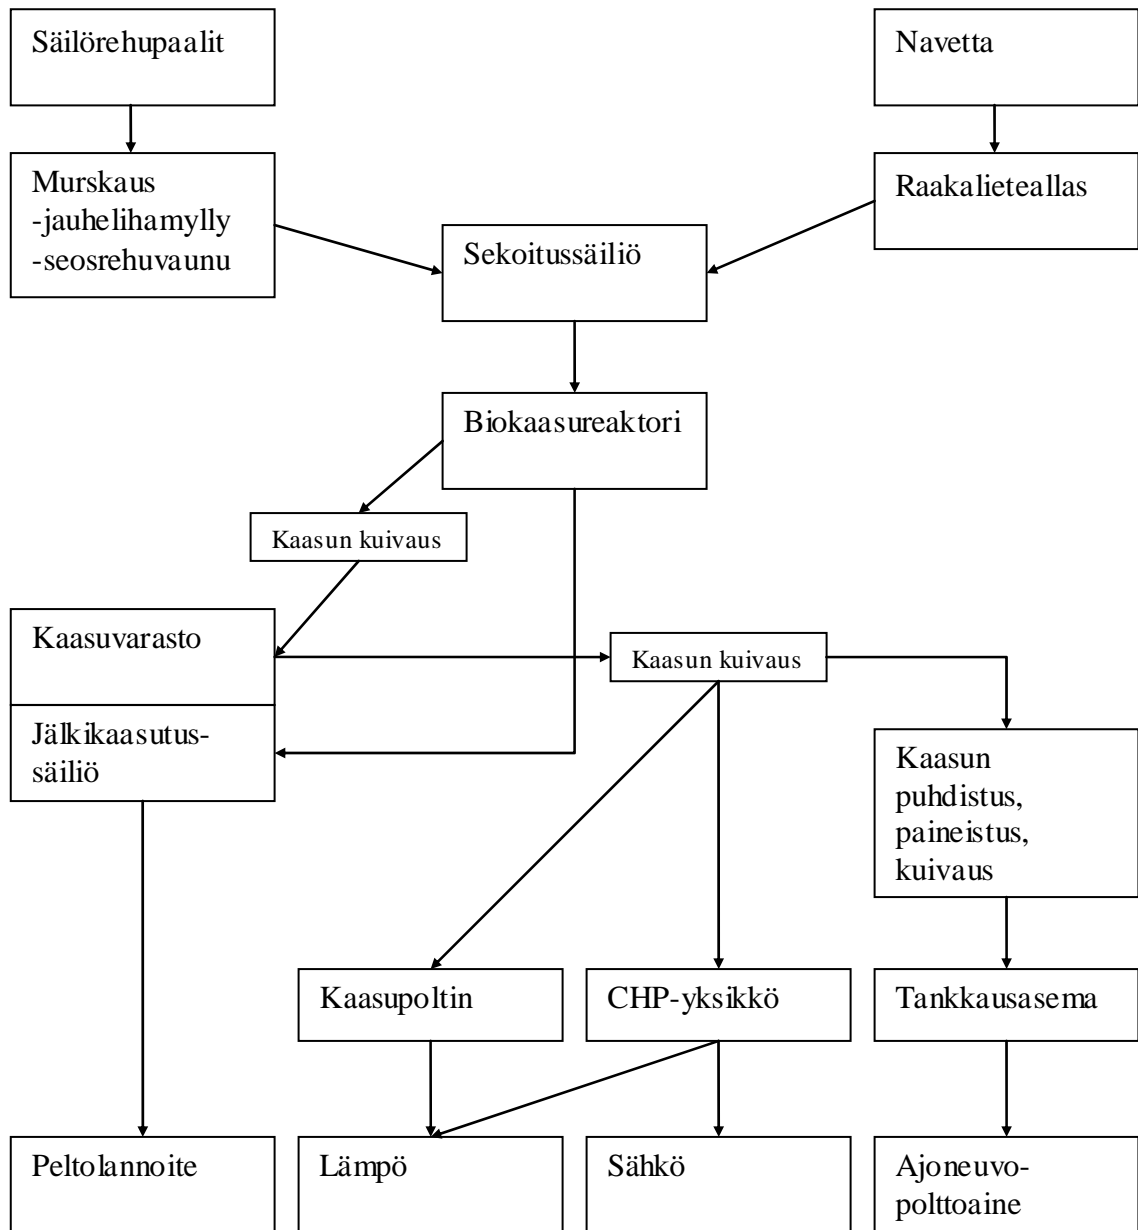 Säilörehupaalit
Navetta
Murskaus
-jauhelihamylly
-seosrehuvaunu
Raakalieteallas
Sekoitussäiliö
Biokaasureaktori
Kaasun kuivaus
Kaasuvarasto
Kaasun kuivaus
Jälkikaasutus-
säiliö
Kaasun
puhdistus,
paineistus,
kuivaus
Kaasupoltin
CHP-yksikkö
Tankkausasema
Peltolannoite
Lämpö
Sähkö
Ajoneuvo-
polttoaine